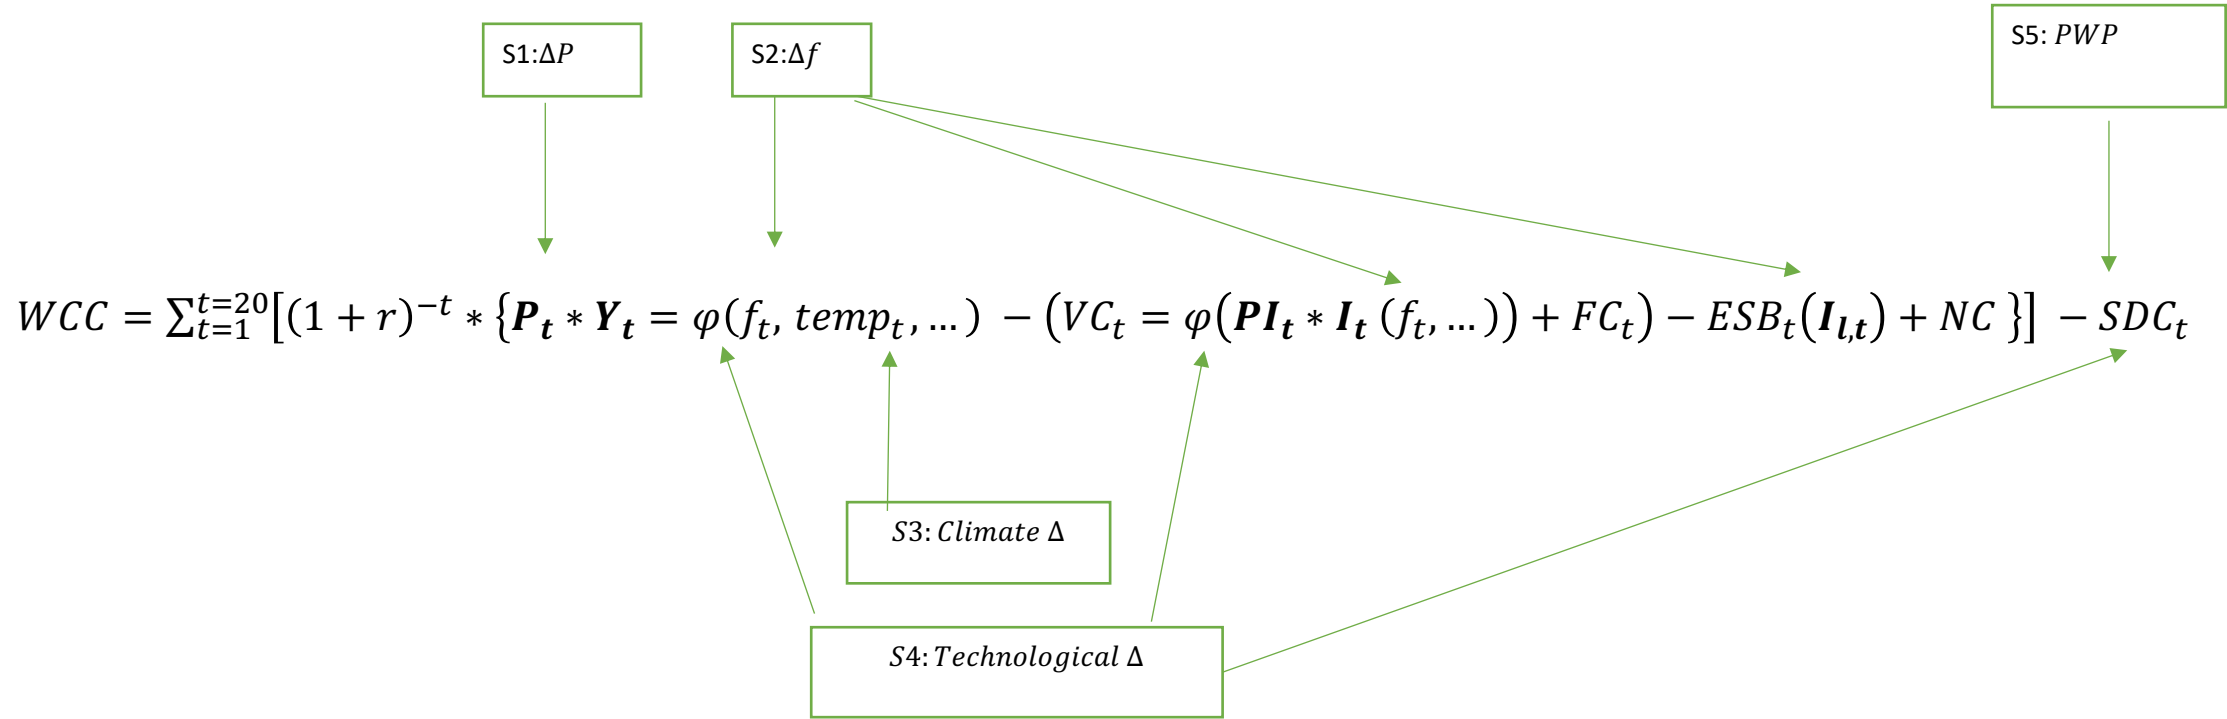 S1:Δ𝑃
S2:Δ𝑓
S5: 𝑃𝑊𝑃
𝑊𝐶𝐶 = ∑_{t=1}^{t=20}[(1 + r)^{−t} ∗ {𝑷_𝒕 ∗ 𝒀_𝒕 = φ(f_t, temp_t, … ) − (VC_t = φ(𝑷𝑰_𝒕 ∗ 𝑰_𝒕 (f_t, … )) + FC_t) − ESB_t(𝑰_{𝒍,𝒕}) + NC }] − SDC_t
S3: Climate Δ
S4: Technological Δ